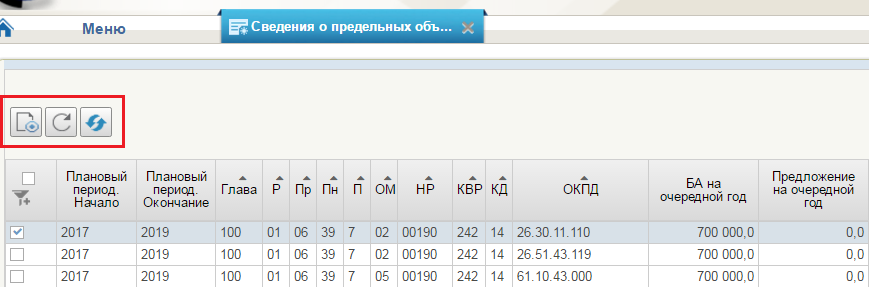 Меню
Сведения о предельных объ...
Плановый период. Начало Плановый период. Окончание Глава Р Пр Пн П ОМ НР КВР КД ОКПД БА на очередной год Предложение на очередной год
2017 2019 100 01 06 39 7 02 00190 242 14 26.30.11.110 700 000,0 0,0
2017 2019 100 01 06 39 7 02 00190 242 14 26.51.43.119 700 000,0 0,0
2017 2019 100 01 06 39 7 05 00190 242 14 61.10.43.000 700 000,0 0,0